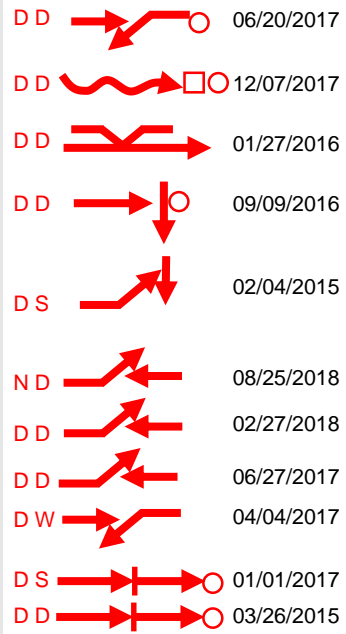 D D 06/20/2017
D D 12/07/2017
D D 01/27/2016
D D 09/09/2016
D S 02/04/2015
N D 08/25/2018
D D 02/27/2018
D D 06/27/2017
D W 04/04/2017
D S 01/01/2017
D D 03/26/2015